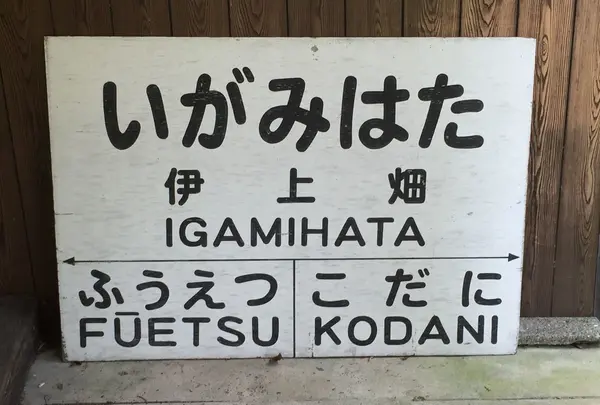 いがみはた
伊上畑
IGAMIHATA
ふうえつ こだに
FŪETSU KODANI